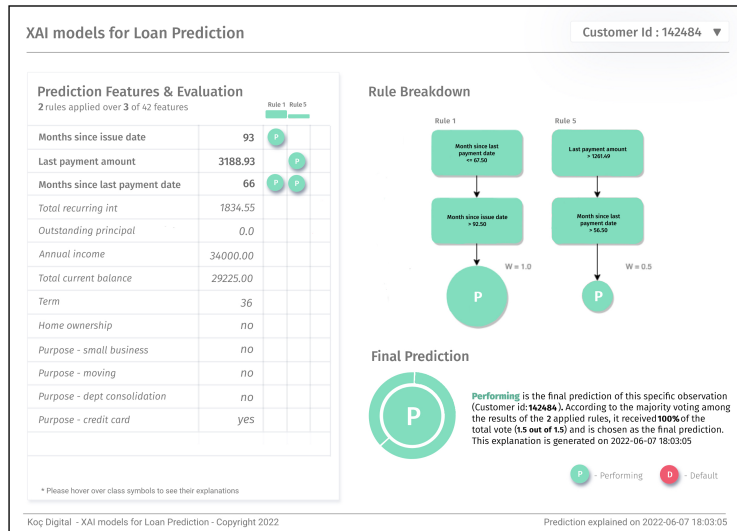 XAI models for Loan Prediction
Customer Id : 142484 ▼
Prediction Features & Evaluation
2 rules applied over 3 of 42 features
Rule 1 Rule 5
Months since issue date 93 P
Last payment amount 3188.93 P
Months since last payment date 66 P P
Total recurring int 1834.55
Outstanding principal 0.0
Annual income 34000.00
Total current balance 29225.00
Term 36
Home ownership no
Purpose - small business no
Purpose - moving no
Purpose - dept consolidation no
Purpose - credit card yes
* Please hover over class symbols to see their explanations
Rule Breakdown
Rule 1
Month since last
payment date
<= 67.50
Month since issue date
> 92.50
W = 1.0
P
Rule 5
Last payment amount
> 1261.49
Month since last
payment date
> 56.50
W = 0.5
P
Final Prediction
P
Performing is the final prediction of this specific observation
(Customer id: 142484). According to the majority voting among
the results of the 2 applied rules, it received 100% of the
total vote (1.5 out of 1.5) and is chosen as the final prediction.
This explanation is generated on 2022-06-07 18:03:05
P - Performing
D - Default
Koç Digital - XAI models for Loan Prediction - Copyright 2022
Prediction explained on 2022-06-07 18:03:05